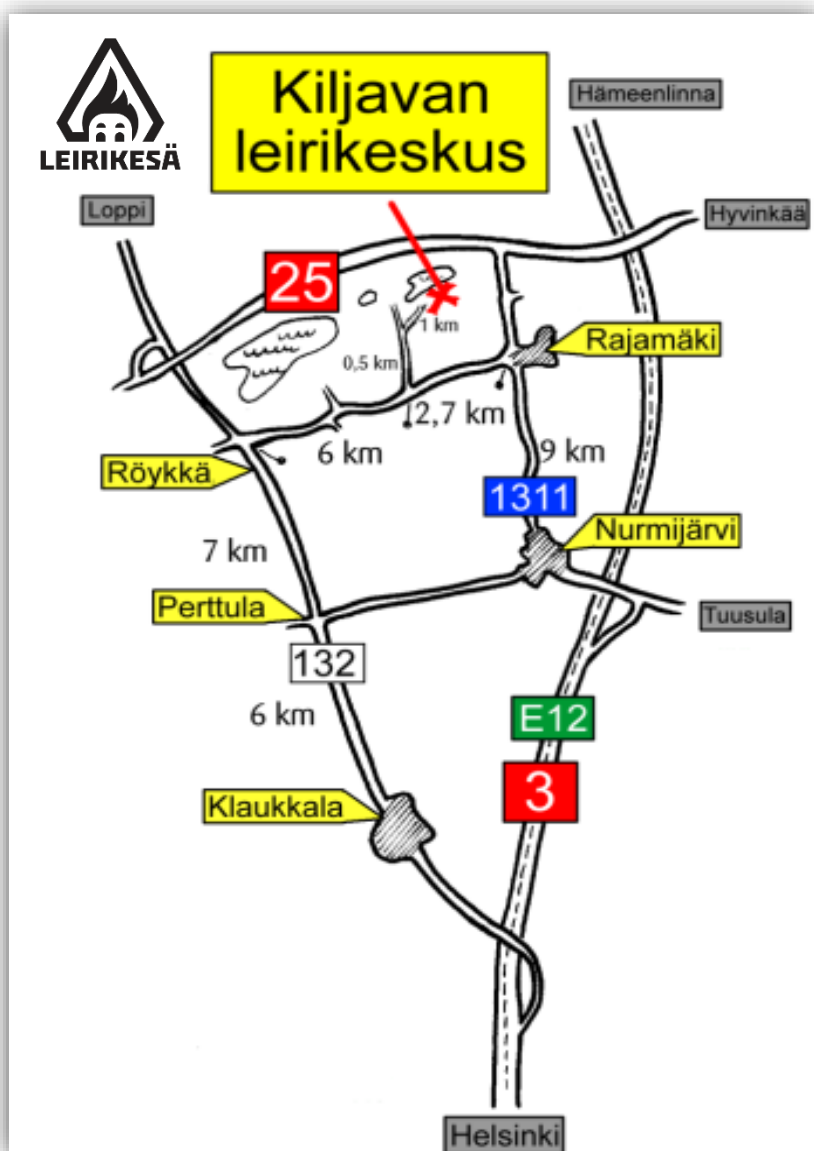 LEIRIKESÄ
Kiljavan
leirikeskus
Hämeenlinna
Loppi
Hyvinkää
25
1 km
Rajamäki
0,5 km
2,7 km
6 km
9 km
Röykkä
1311
Nurmijärvi
7 km
Perttula
Tuusula
132
6 km
E12
3
Klaukkala
Helsinki